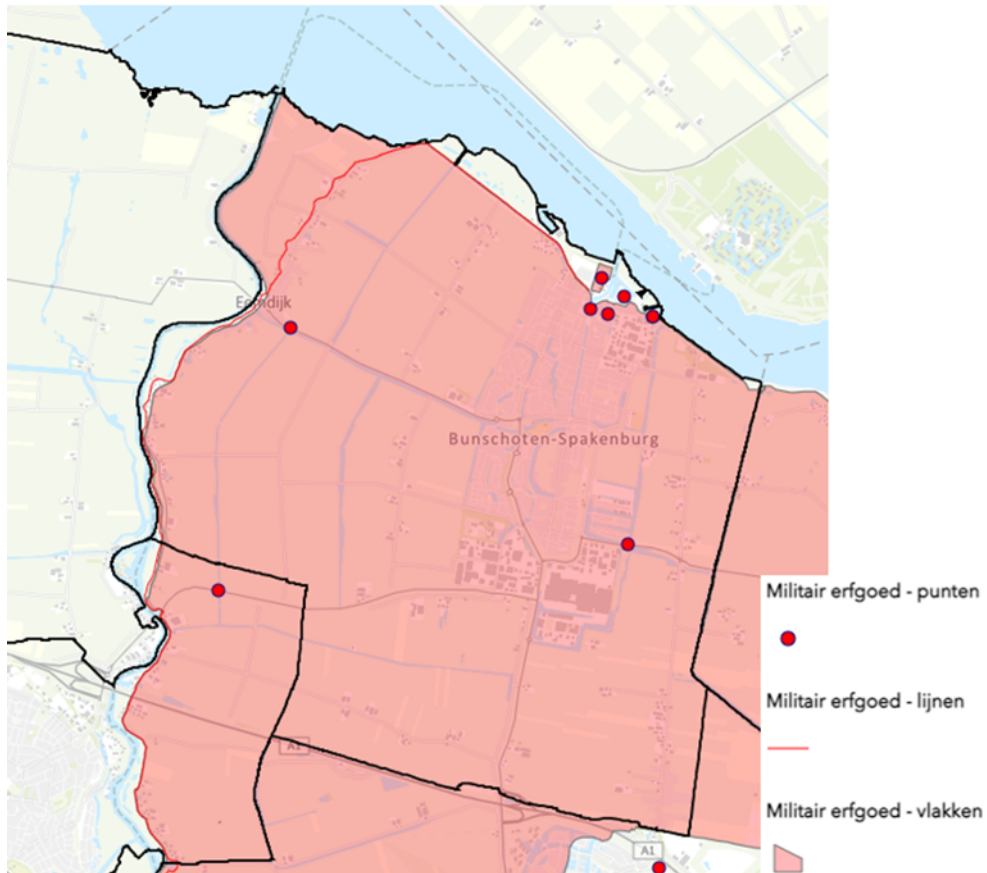 Eemdijk
Bunschoten-Spakenburg
A1
A1
Militair erfgoed - punten
Militair erfgoed - lijnen
Militair erfgoed - vlakken